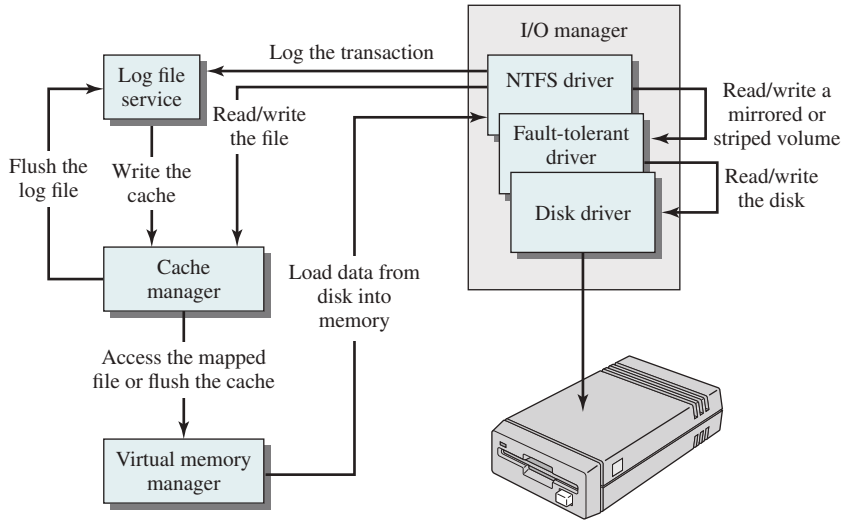 I/O manager
Log the transaction
Log file
service
NTFS driver
Read/write
the file
Read/write a
mirrored or
striped volume
Fault-tolerant
driver
Flush the
log file
Write the
cache
Read/write
the disk
Disk driver
Cache
manager
Load data from
disk into
memory
Access the mapped
file or flush the cache
Virtual memory
manager